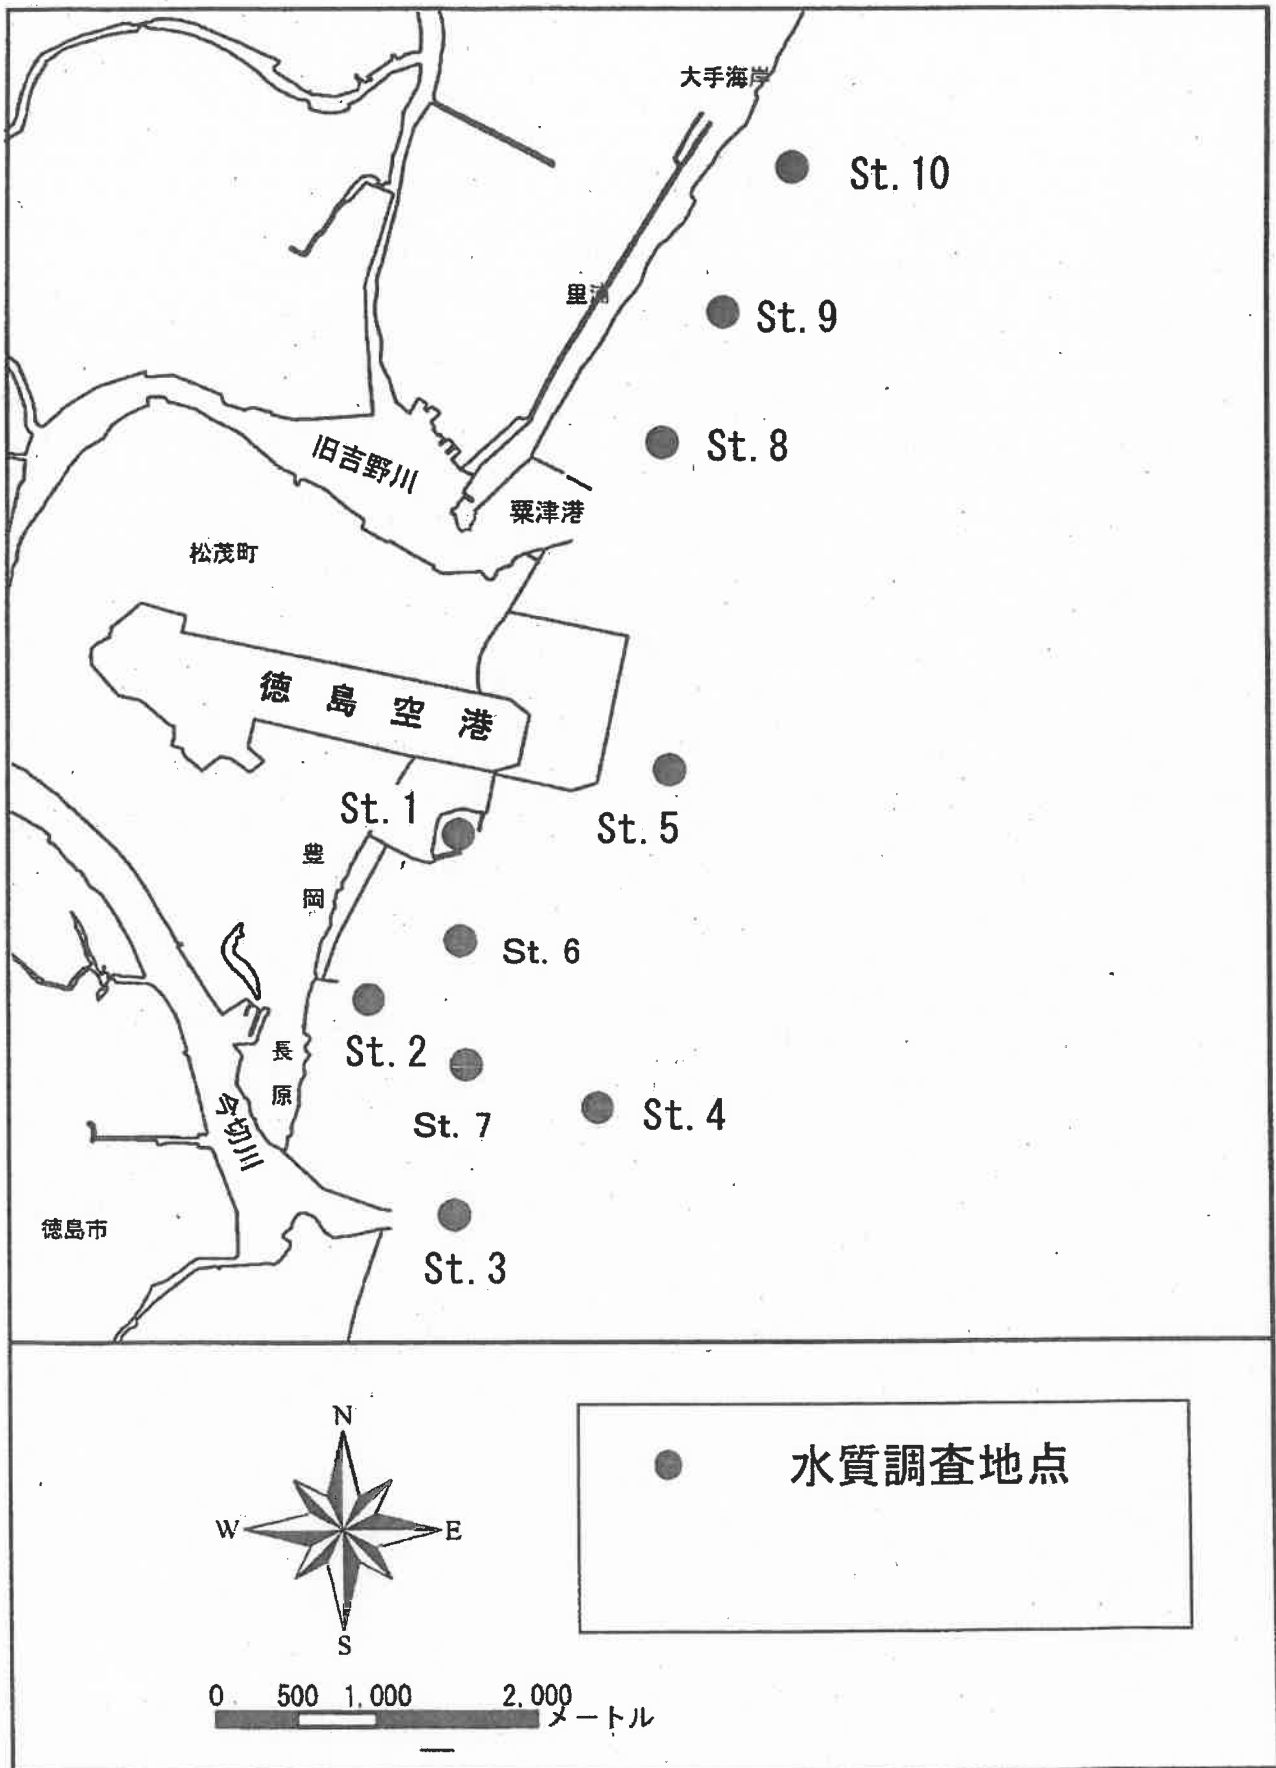 大手海岸
St. 10
里浦
St. 9
St. 8
旧吉野川
粟津港
松茂町
徳島空港
St. 1
St. 5
豊岡
St. 6
St. 2
長原
St. 7
St. 4
今切川
徳島市
St. 3
N
W
E
S
水質調査地点
0 500 1,000 2,000
メートル